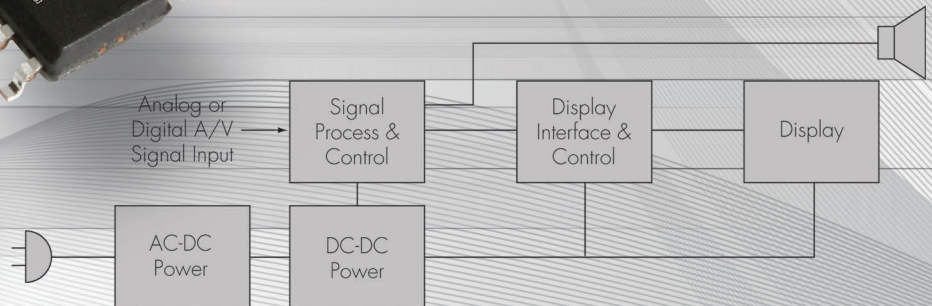 Analog or
Digital A/V
Signal Input
Signal
Process &
Control
Display
Interface &
Control
Display
AC-DC
Power
DC-DC
Power